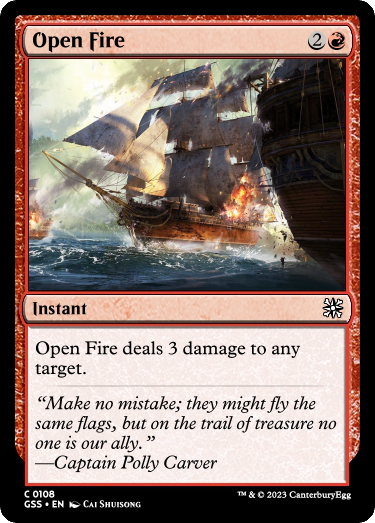 Open Fire 2
Instant
Open Fire deals 3 damage to any
target.
“Make no mistake; they might fly the
same flags, but on the trail of treasure no
one is our ally.”
—Captain Polly Carver
C 0108
GSS • EN Cai Shuisong
™ & © 2023 CanterburyEgg